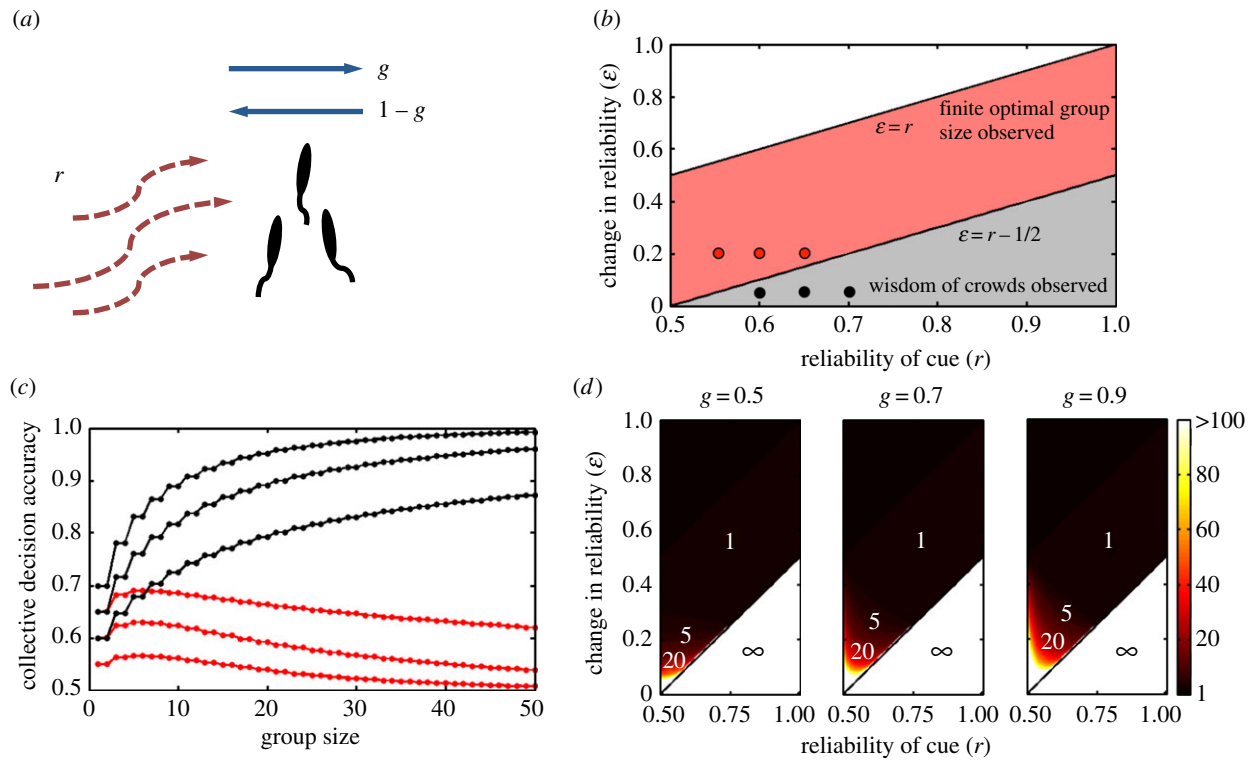 (a)
g
1 – g
r
(b)
change in reliability (ε)
1.0
0.8
0.6
0.4
0.2
0
ε = r
finite optimal group
size observed
ε = r – 1/2
wisdom of crowds observed
0.5 0.6 0.7 0.8 0.9 1.0
reliability of cue (r)
(c)
collective decision accuracy
1.0
0.9
0.8
0.7
0.6
0.5
0 10 20 30 40 50
group size
(d)
g = 0.5 g = 0.7 g = 0.9
change in reliability (ε)
1.0
0.8
0.6
0.4
0.2
0
1 1 1
5 5 5
20 20 20
∞ ∞ ∞
0.50 0.75 1.00 0.50 0.75 1.00 0.50 0.75 1.00
reliability of cue (r)
>100
80
60
40
20
1